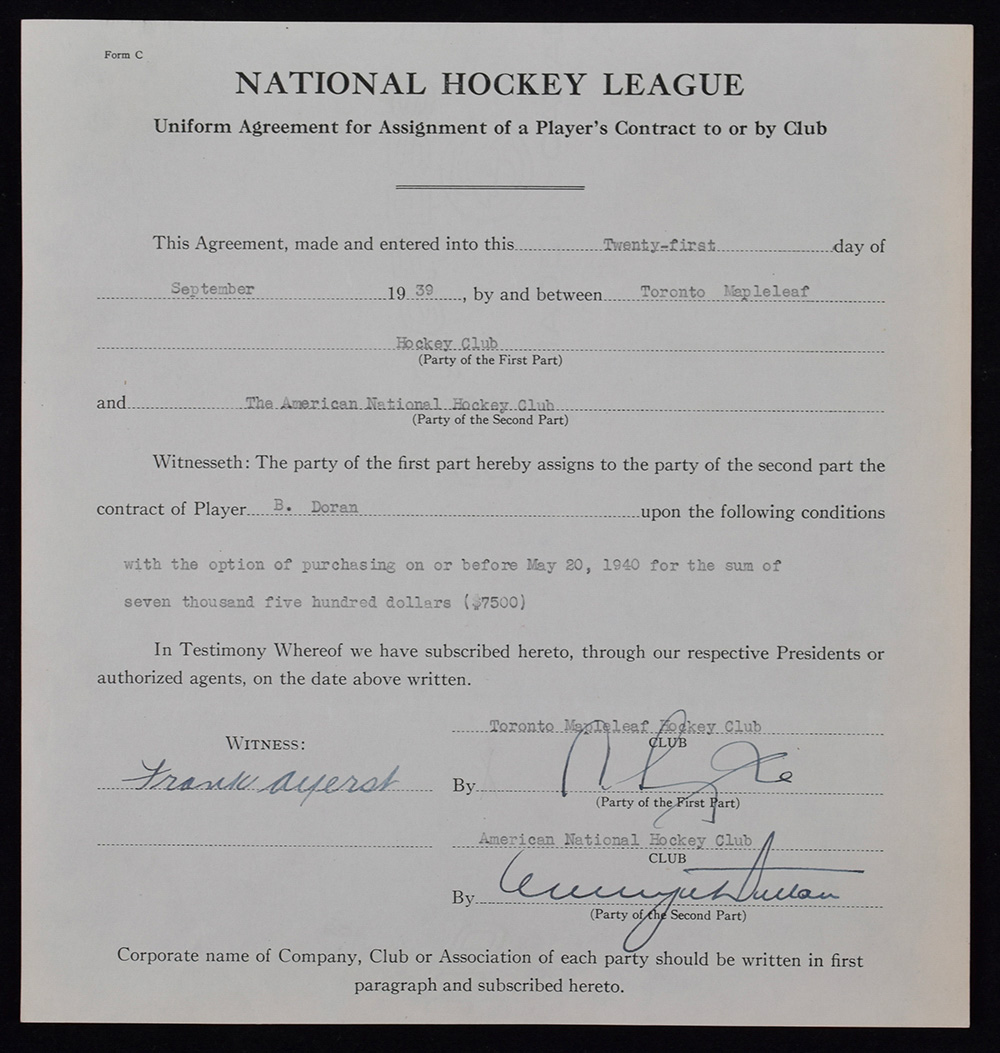 Form C
NATIONAL HOCKEY LEAGUE
Uniform Agreement for Assignment of a Player's Contract to or by Club
This Agreement, made and entered into this Twenty-first day of
September 1939, by and between Toronto Mapleleaf
Hockey Club
(Party of the First Part)
and The American National Hockey Club
(Party of the Second Part)
Witnesseth: The party of the first part hereby assigns to the party of the second part the
contract of Player B. Doran upon the following conditions
with the option of purchasing on or before May 20, 1940 for the sum of
seven thousand five hundred dollars ($7500)
In Testimony Whereof we have subscribed hereto, through our respective Presidents or
authorized agents, on the date above written.
Toronto Mapleleaf Hockey Club
CLUB
WITNESS:
Frank Ayerst
By
(Party of the First Part)
American National Hockey Club
CLUB
By
(Party of the Second Part)
Corporate name of Company, Club or Association of each party should be written in first
paragraph and subscribed hereto.